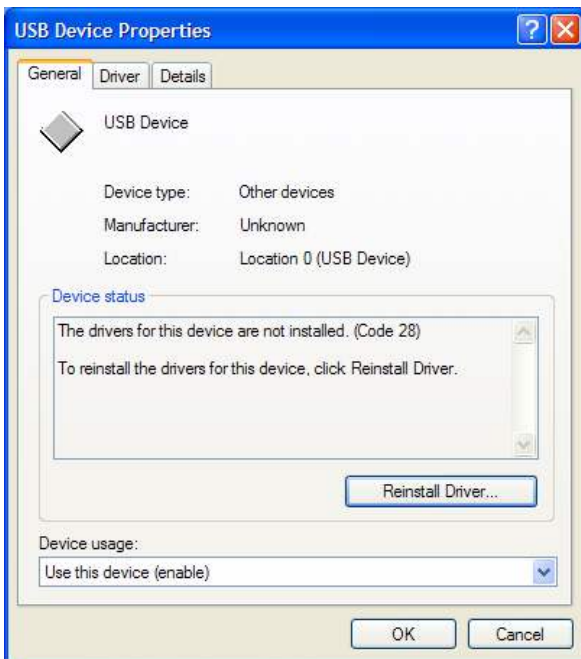 USB Device Properties
General Driver Details
USB Device
Device type: Other devices
Manufacturer: Unknown
Location: Location 0 (USB Device)
Device status
The drivers for this device are not installed. (Code 28)
To reinstall the drivers for this device, click Reinstall Driver.
Reinstall Driver...
Device usage:
Use this device (enable)
OK Cancel